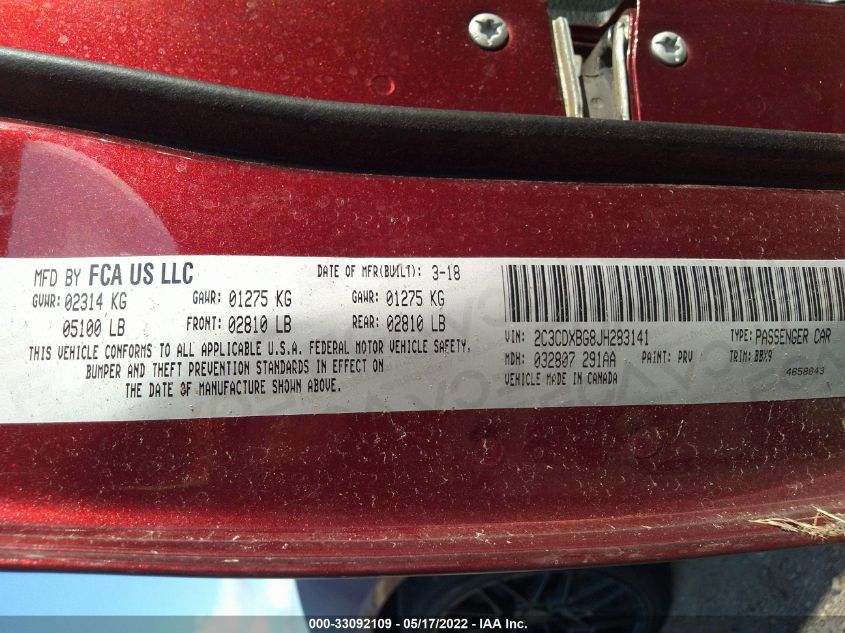 MFD BY FCA US LLC
DATE OF MFR(BUILT): 3-18
GVWR: 02314 KG
GAWR: 01275 KG
GAWR: 01275 KG
05100 LB
FRONT: 02810 LB
REAR: 02810 LB
THIS VEHICLE CONFORMS TO ALL APPLICABLE U.S.A. FEDERAL MOTOR VEHICLE SAFETY,
BUMPER AND THEFT PREVENTION STANDARDS IN EFFECT ON
THE DATE OF MANUFACTURE SHOWN ABOVE.
VIN: 2C3CDXBG8JH283141
TYPE: PASSENGER CAR
MDH: 032807 291AA
PAINT: PRV
TRIM: BBX9
VEHICLE MADE IN CANADA
4658843
000-33092109 - 05/17/2022 - IAA Inc.